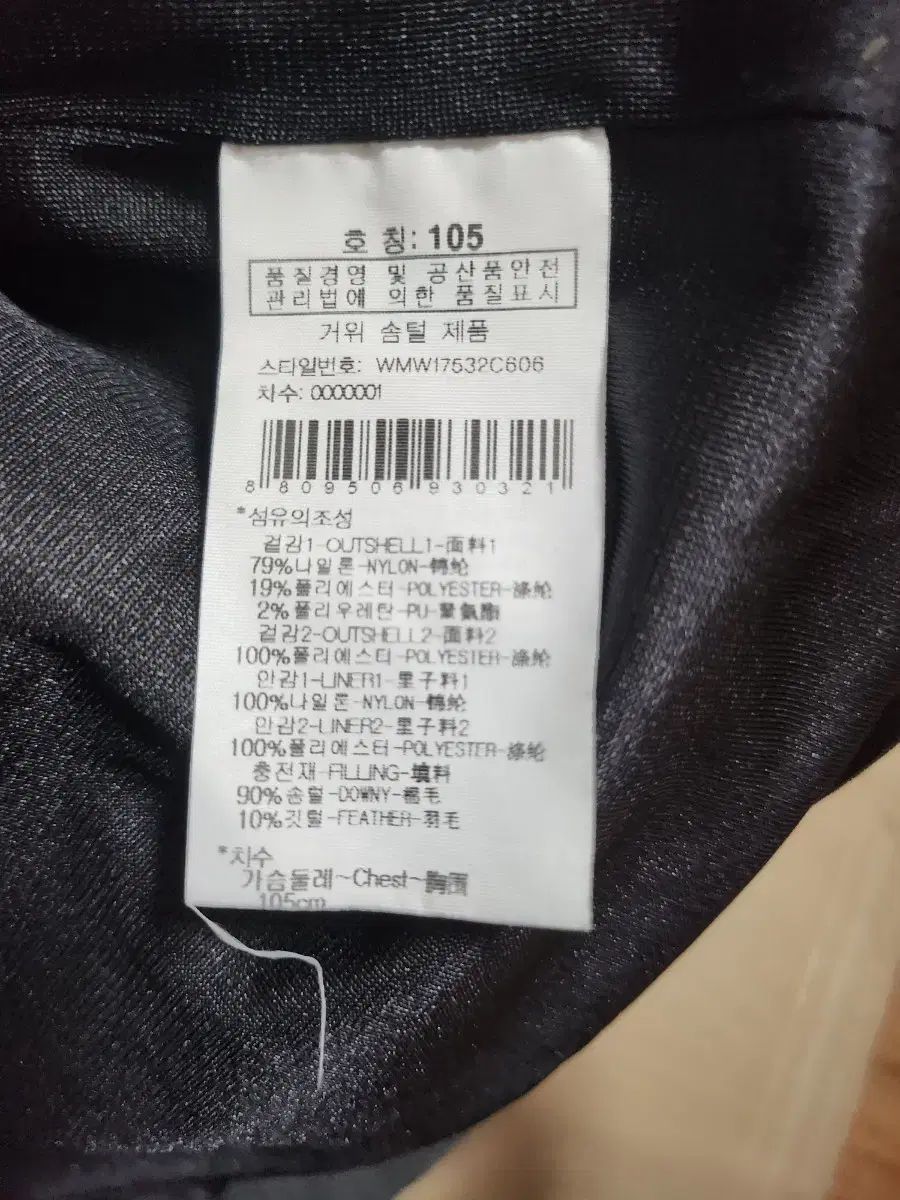 호 칭: 105
품질경영 및 공산품안전
관리법에 의한 품질표시
거위 솜털 제품
스타일번호: WMW17532C606
차수: 0000001
8 809506 930321
*섬유의조성
겉감1-OUTSHELL1-面料1
79%나일론-NYLON-锦纶
19%폴리에스터-POLYESTER-涤纶
2%폴리우레탄-PU-聚氨酯
겉감2-OUTSHELL2-面料2
100%폴리에스터-POLYESTER-涤纶
안감1-LINER1-里子料1
100%나일론-NYLON-锦纶
안감2-LINER2-里子料2
100%폴리에스터-POLYESTER-涤纶
충전재-FILLING-填料
90%솜털-DOWNY-绒毛
10%깃털-FEATHER-羽毛
*치수
가슴둘레~Chest~胸围
105cm